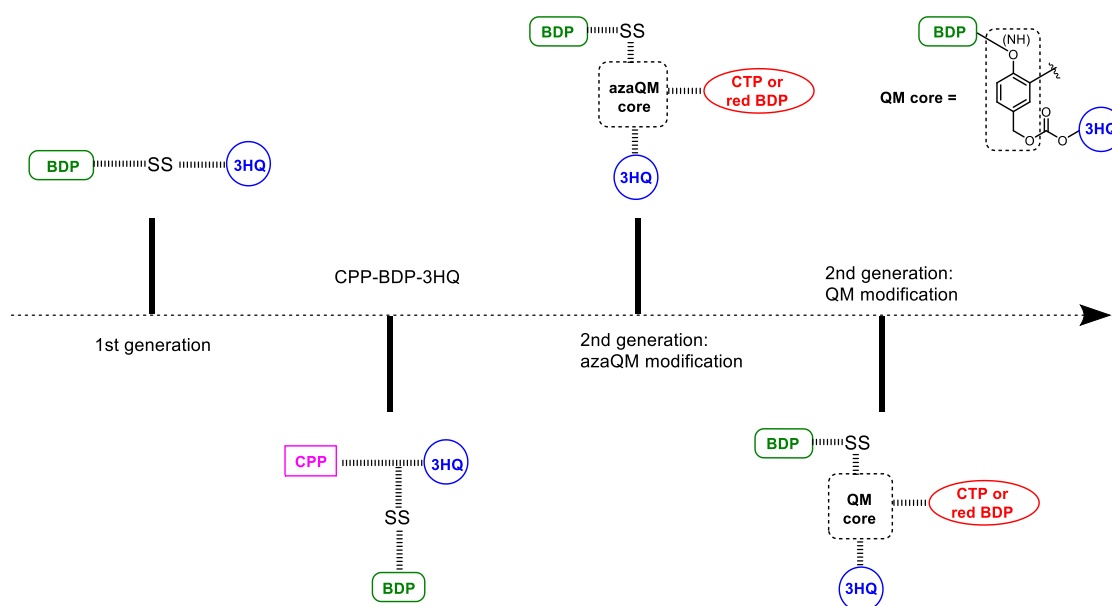 BDP SS
azaQM
core
CTP or
red BDP
3HQ
BDP
(NH)
O
QM core =
O
O O
3HQ
BDP SS 3HQ
CPP-BDP-3HQ
2nd generation:
QM modification
1st generation
2nd generation:
azaQM modification
CPP 3HQ
SS
BDP
BDP SS
QM
core
CTP or
red BDP
3HQ